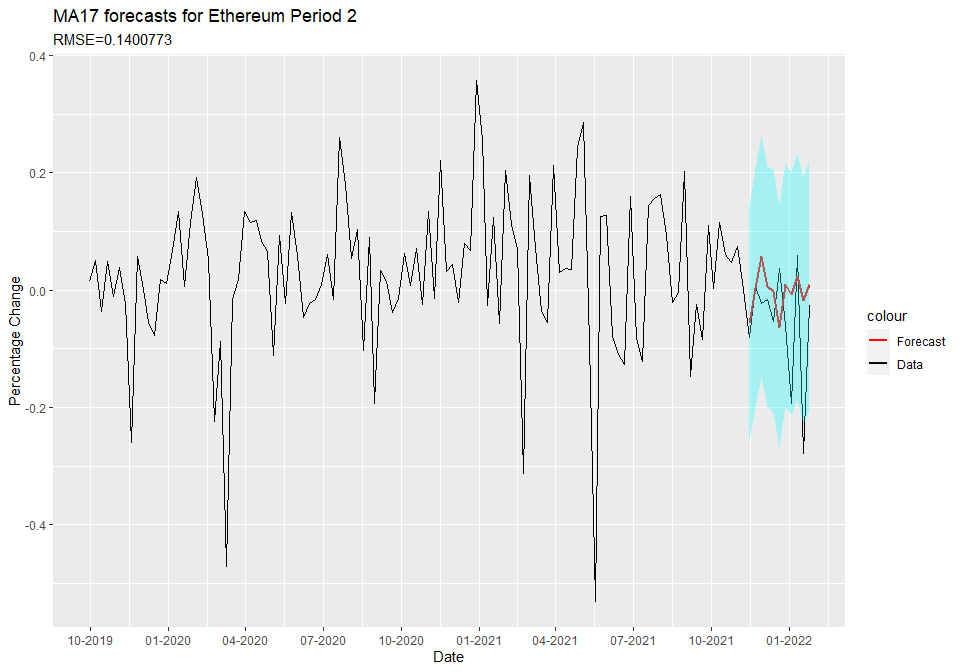 MA17 forecasts for Ethereum Period 2
RMSE=0.1400773
0.4
0.2
0.0
-0.2
-0.4
Percentage Change
10-2019
01-2020
04-2020
07-2020
10-2020
01-2021
04-2021
07-2021
10-2021
01-2022
Date
colour
Forecast
Data